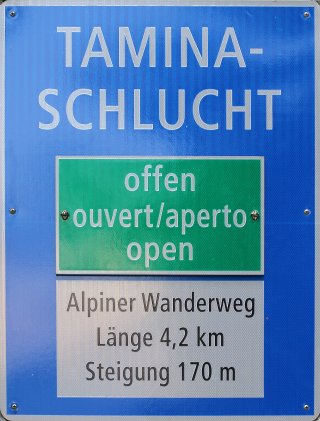 TAMINA-
SCHLUCHT
offen
ouvert/aperto
open
Alpiner Wanderweg
Länge 4,2 km
Steigung 170 m